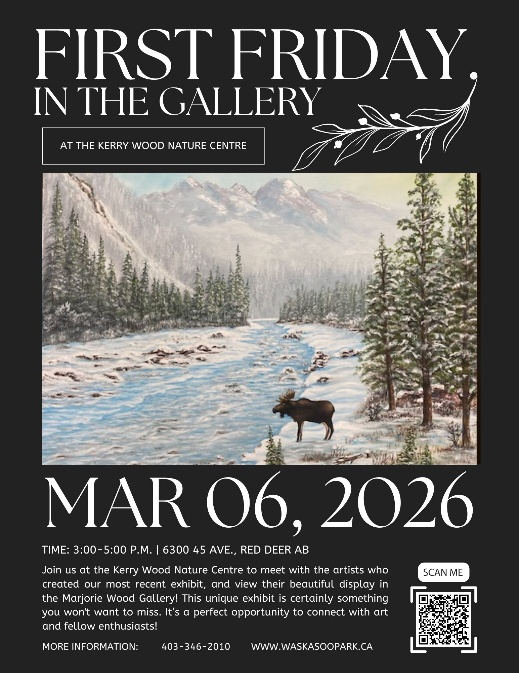 FIRST FRIDAY
IN THE GALLERY
AT THE KERRY WOOD NATURE CENTRE
MAR 06, 2026
TIME: 3:00-5:00 P.M. | 6300 45 AVE., RED DEER AB
Join us at the Kerry Wood Nature Centre to meet with the artists who
created our most recent exhibit, and view their beautiful display in
the Marjorie Wood Gallery! This unique exhibit is certainly something
you won't want to miss. It's a perfect opportunity to connect with art
and fellow enthusiasts!
SCAN ME
MORE INFORMATION: 403-346-2010 WWW.WASKASOOPARK.CA